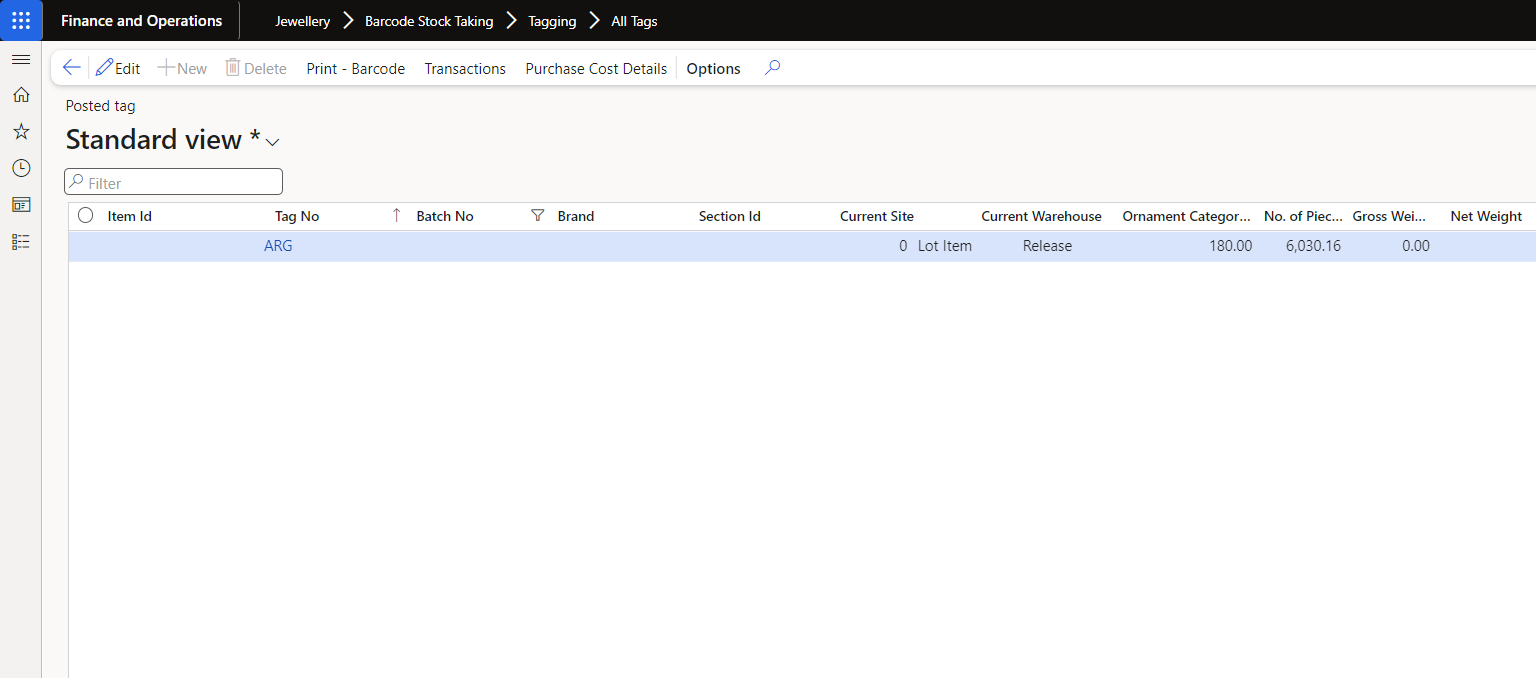 Finance and Operations Jewellery Barcode Stock Taking Tagging All Tags
Edit New Delete Print - Barcode Transactions Purchase Cost Details Options
Posted tag
Standard view *
Filter
Item Id Tag No Batch No Brand Section Id Current Site Current Warehouse Ornament Categor... No. of Piec... Gross Wei... Net Weight
ARG 0 Lot Item Release 180.00 6,030.16 0.00